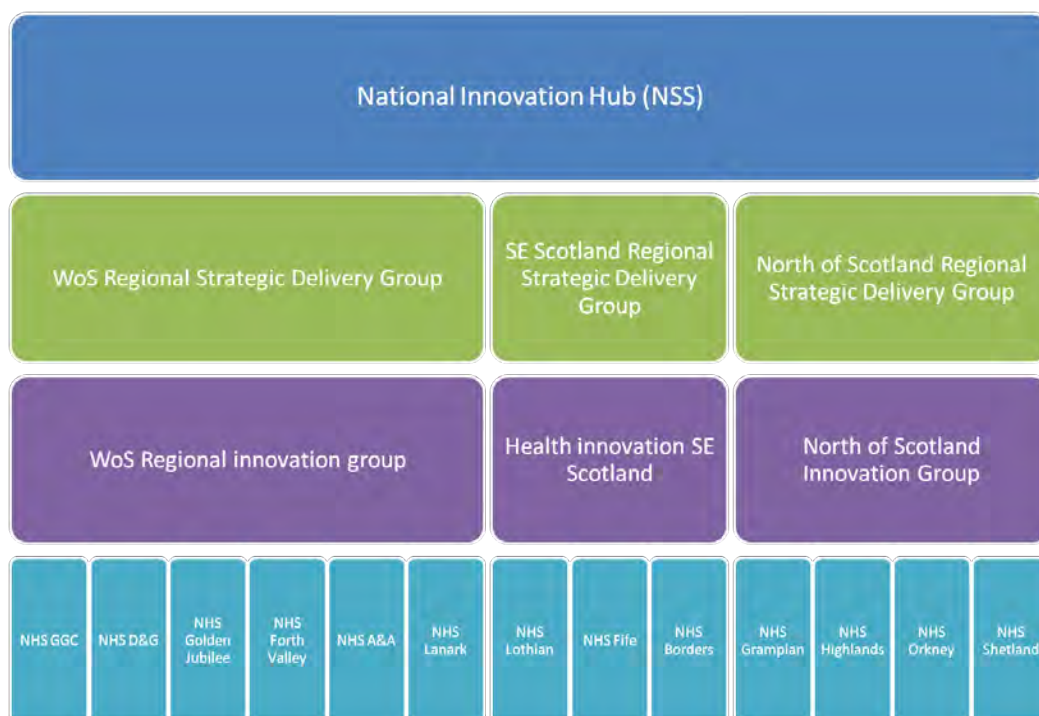 National Innovation Hub (NSS)
WoS Regional Strategic Delivery Group
SE Scotland Regional
Strategic Delivery
Group
North of Scotland Regional
Strategic Delivery Group
WoS Regional innovation group
Health innovation SE
Scotland
North of Scotland
Innovation Group
NHS GGC
NHS D&G
NHS
Golden
Jubilee
NHS
Forth
Valley
NHS A&A
NHS
Lanark
NHS
Lothian
NHS Fife
NHS
Borders
NHS
Grampian
NHS
Highlands
NHS
Orkney
NHS
Shetland